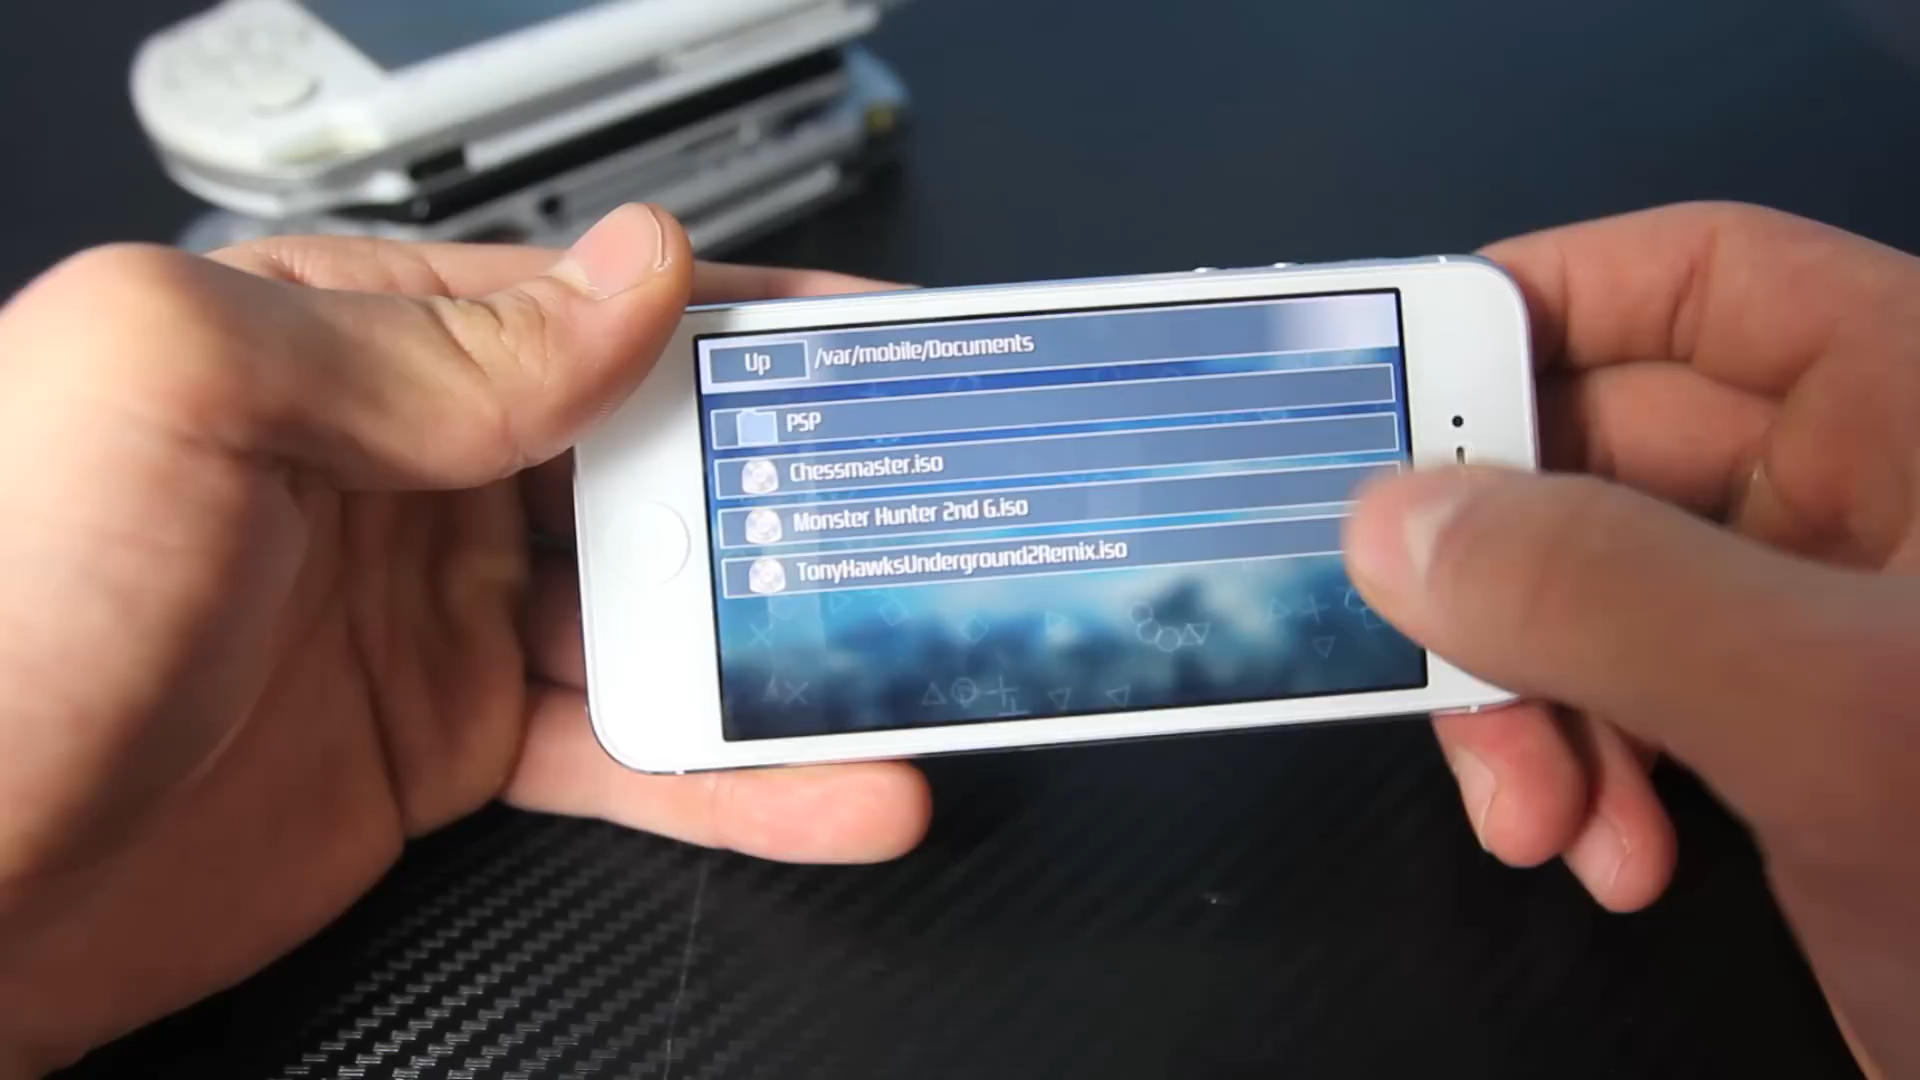 Up /var/mobile/Documents
PSP
Chessmaster.iso
Monster Hunter 2nd G.iso
TonyHawksUnderground2Remix.iso